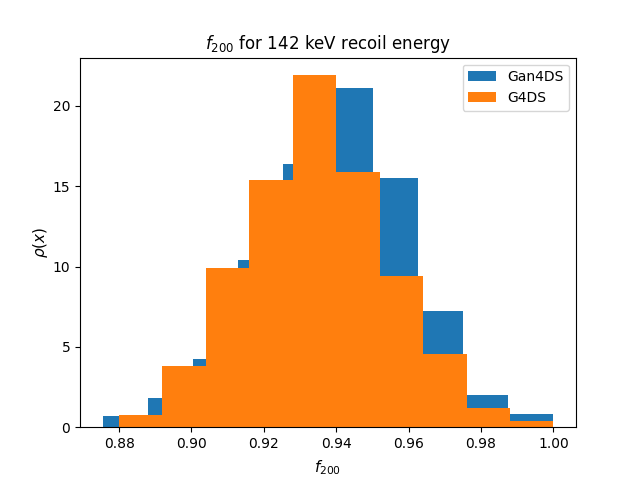 f₂₀₀ for 142 keV recoil energy
Gan4DS
G4DS
20
15
10
5
0
ρ(x)
0.88 0.90 0.92 0.94 0.96 0.98 1.00
f₂₀₀